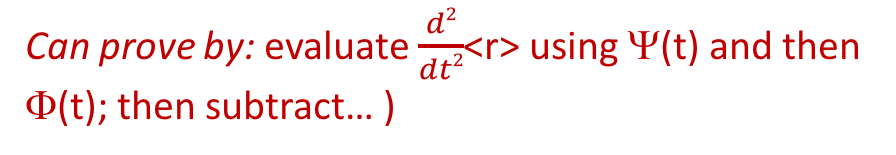 Can prove by: evaluate d²/dt² <r> using Ψ(t) and then
Φ(t); then subtract... )